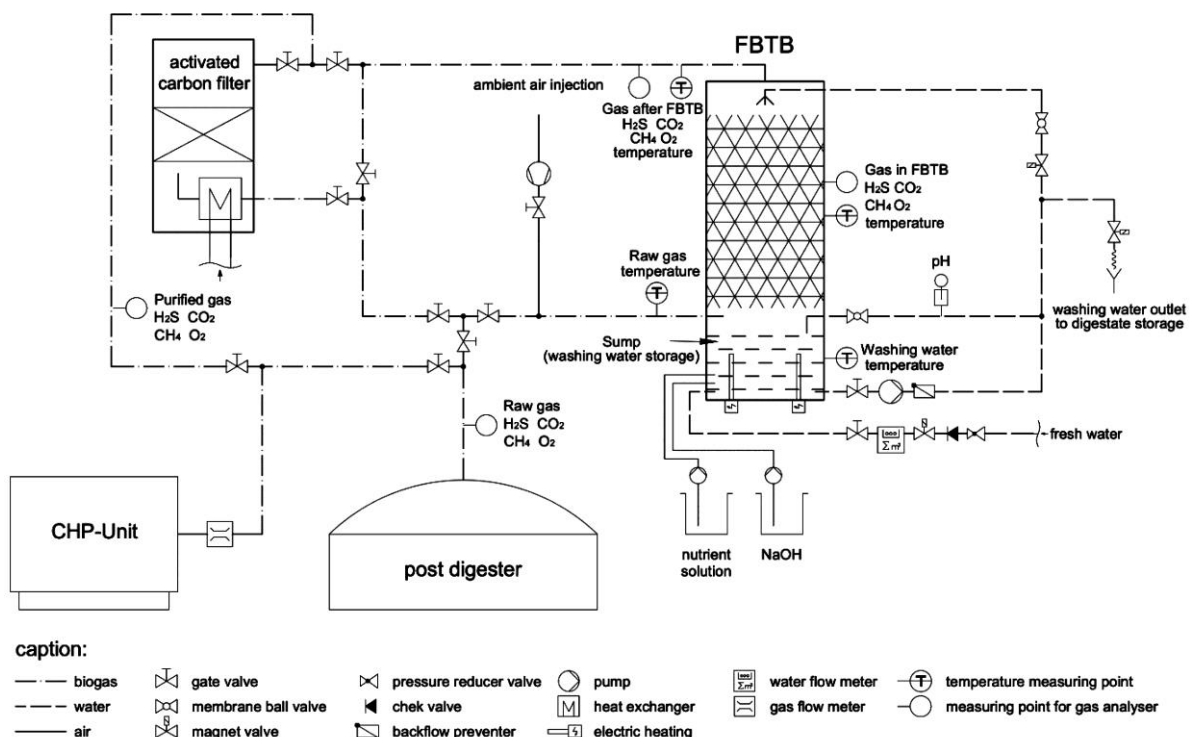 FBTB
activated
carbon filter
ambient air injection
Gas after FBTB
H₂S CO₂
CH₄ O₂
temperature
T
Gas in FBTB
H₂S CO₂
CH₄ O₂
temperature
T
M
Raw gas
temperature
T
pH
washing water outlet
to digestate storage
Purified gas
H₂S CO₂
CH₄ O₂
Sump
(washing water storage)
Washing water
temperature
T
Raw gas
H₂S CO₂
CH₄ O₂
fresh water
Σm³
CHP-Unit
post digester
nutrient
solution
NaOH
caption:
biogas
water
air
gate valve
membrane ball valve
magnet valve
pressure reducer valve
chek valve
backflow preventer
pump
M heat exchanger
electric heating
Σm³ water flow meter
gas flow meter
T temperature measuring point
measuring point for gas analyser